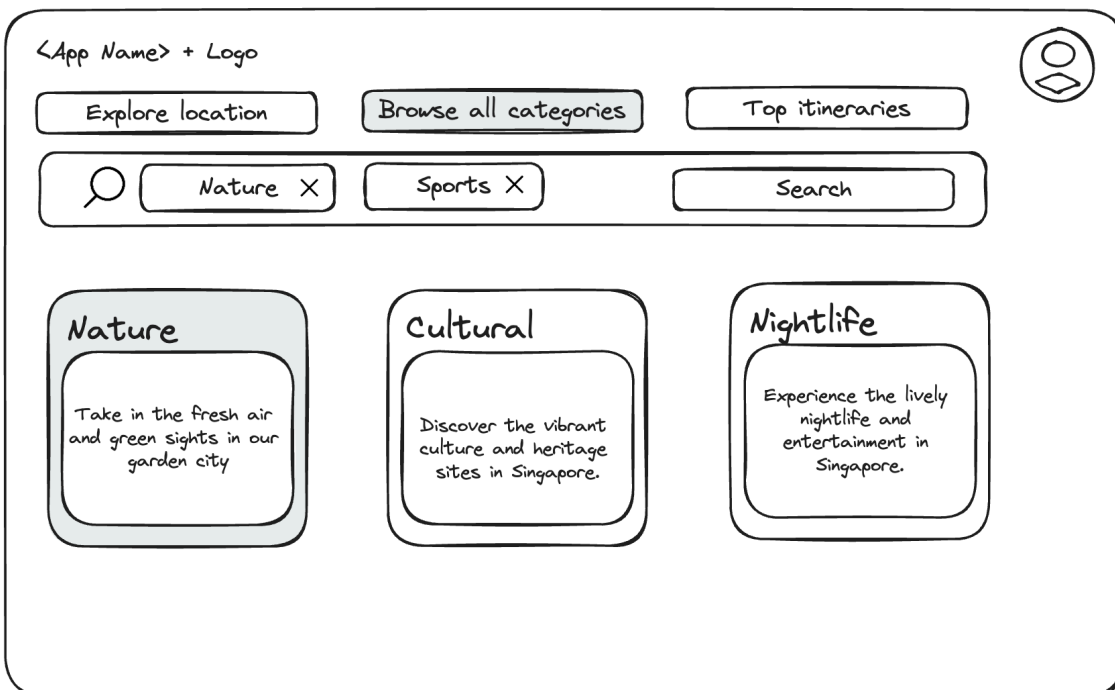 <App Name> + Logo
Explore location
Browse all categories
Top itineraries
Nature X
Sports X
Search
Nature
Take in the fresh air
and green sights in our
garden city
Cultural
Discover the vibrant
culture and heritage
sites in Singapore.
Nightlife
Experience the lively
nightlife and
entertainment in
Singapore.